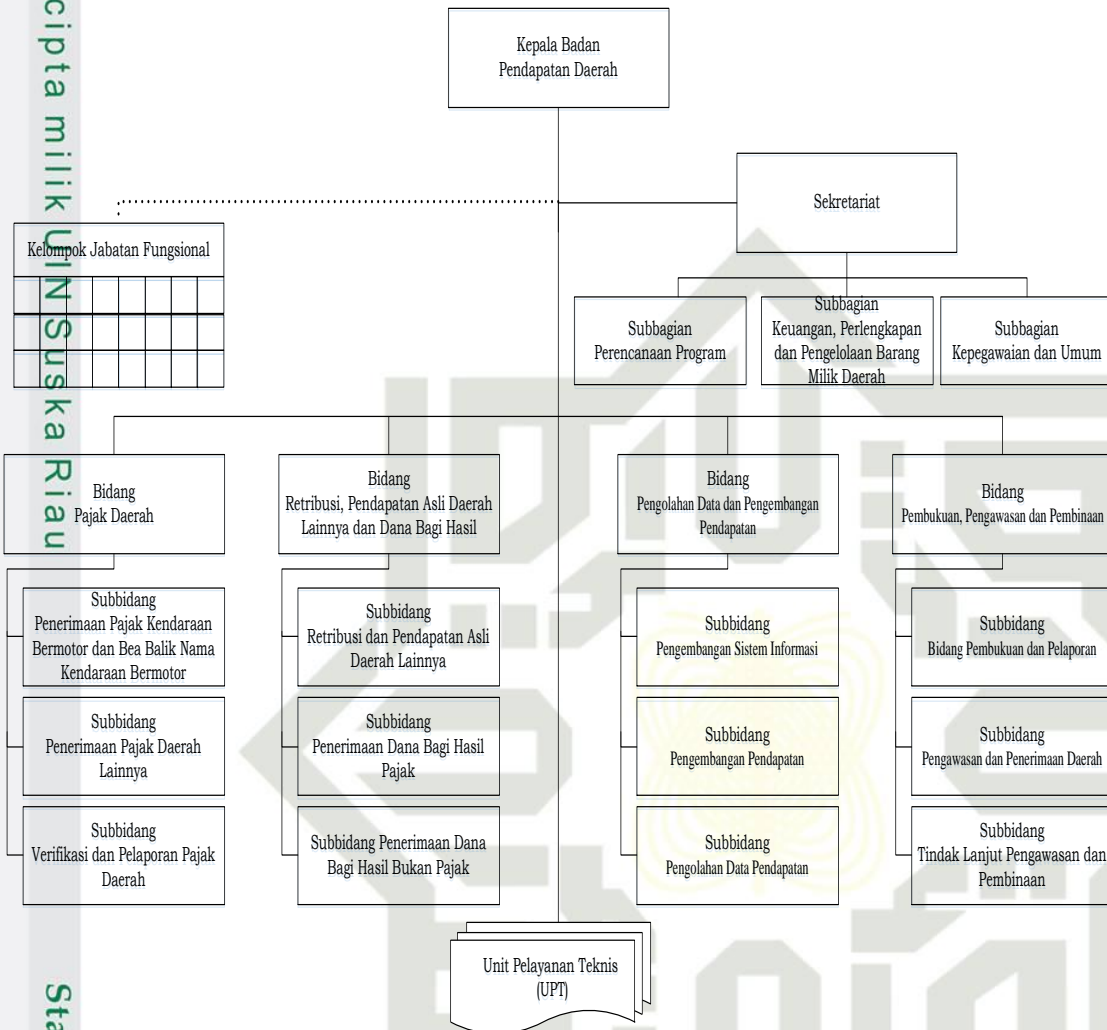 cipta milik UIN Suska Riau
Sta
Kepala Badan
Pendapatan Daerah
Sekretariat
Kelompok Jabatan Fungsional
Subbagian
Perencanaan Program
Subbagian
Keuangan, Perlengkapan
dan Pengelolaan Barang
Milik Daerah
Subbagian
Kepegawaian dan Umum
Bidang
Pajak Daerah
Bidang
Retribusi, Pendapatan Asli Daerah
Lainnya dan Dana Bagi Hasil
Bidang
Pengolahan Data dan Pengembangan
Pendapatan
Bidang
Pembukuan, Pengawasan dan Pembinaan
Subbidang
Penerimaan Pajak Kendaraan
Bermotor dan Bea Balik Nama
Kendaraan Bermotor
Subbidang
Retribusi dan Pendapatan Asli
Daerah Lainnya
Subbidang
Pengembangan Sistem Informasi
Subbidang
Bidang Pembukuan dan Pelaporan
Subbidang
Penerimaan Pajak Daerah
Lainnya
Subbidang
Penerimaan Dana Bagi Hasil
Pajak
Subbidang
Pengembangan Pendapatan
Subbidang
Pengawasan dan Penerimaan Daerah
Subbidang
Verifikasi dan Pelaporan Pajak
Daerah
Subbidang Penerimaan Dana
Bagi Hasil Bukan Pajak
Subbidang
Pengolahan Data Pendapatan
Subbidang
Tindak Lanjut Pengawasan dan
Pembinaan
Unit Pelayanan Teknis
(UPT)